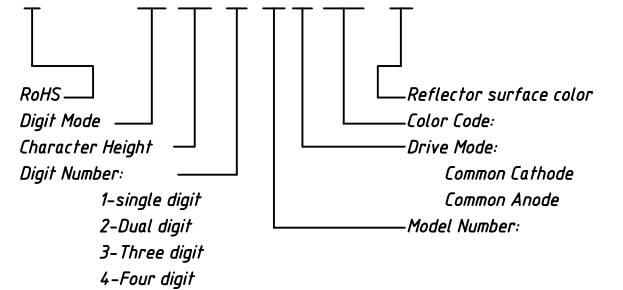 RoHS
Digit Mode
Character Height
Digit Number:
1-single digit
2-Dual digit
3-Three digit
4-Four digit
Reflector surface color
Color Code:
Drive Mode:
Common Cathode
Common Anode
Model Number: